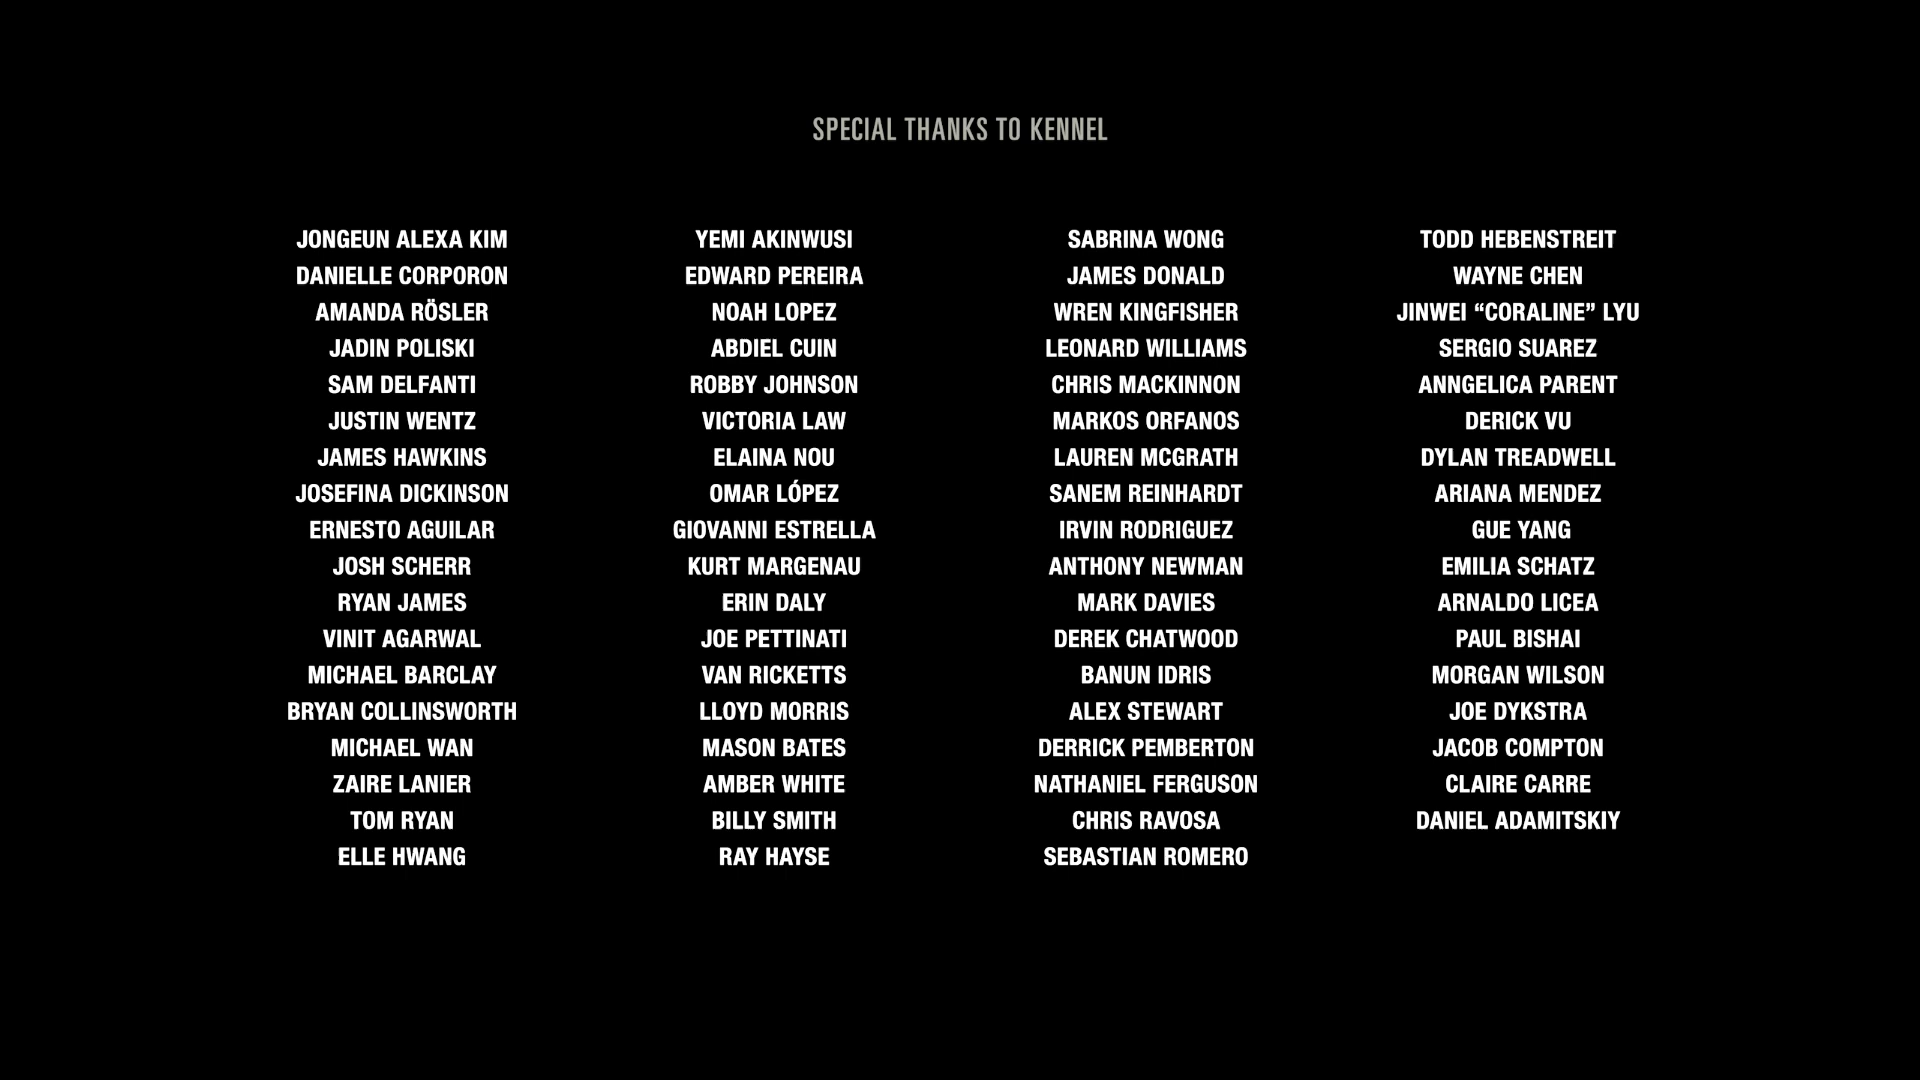 SPECIAL THANKS TO KENNEL
JONGEUN ALEXA KIM
DANIELLE CORPORON
AMANDA RÖSLER
JADIN POLISKI
SAM DELFANTI
JUSTIN WENTZ
JAMES HAWKINS
JOSEFINA DICKINSON
ERNESTO AGUILAR
JOSH SCHERR
RYAN JAMES
VINIT AGARWAL
MICHAEL BARCLAY
BRYAN COLLINSWORTH
MICHAEL WAN
ZAIRE LANIER
TOM RYAN
ELLE HWANG
YEMI AKINWUSI
EDWARD PEREIRA
NOAH LOPEZ
ABDIEL CUIN
ROBBY JOHNSON
VICTORIA LAW
ELAINA NOU
OMAR LÓPEZ
GIOVANNI ESTRELLA
KURT MARGENAU
ERIN DALY
JOE PETTINATI
VAN RICKETTS
LLOYD MORRIS
MASON BATES
AMBER WHITE
BILLY SMITH
RAY HAYSE
SABRINA WONG
JAMES DONALD
WREN KINGFISHER
LEONARD WILLIAMS
CHRIS MACKINNON
MARKOS ORFANOS
LAUREN MCGRATH
SANEM REINHARDT
IRVIN RODRIGUEZ
ANTHONY NEWMAN
MARK DAVIES
DEREK CHATWOOD
BANUN IDRIS
ALEX STEWART
DERRICK PEMBERTON
NATHANIEL FERGUSON
CHRIS RAVOSA
SEBASTIAN ROMERO
TODD HEBENSTREIT
WAYNE CHEN
JINWEI “CORALINE” LYU
SERGIO SUAREZ
ANNGELICA PARENT
DERICK VU
DYLAN TREADWELL
ARIANA MENDEZ
GUE YANG
EMILIA SCHATZ
ARNALDO LICEA
PAUL BISHAI
MORGAN WILSON
JOE DYKSTRA
JACOB COMPTON
CLAIRE CARRE
DANIEL ADAMITSKIY